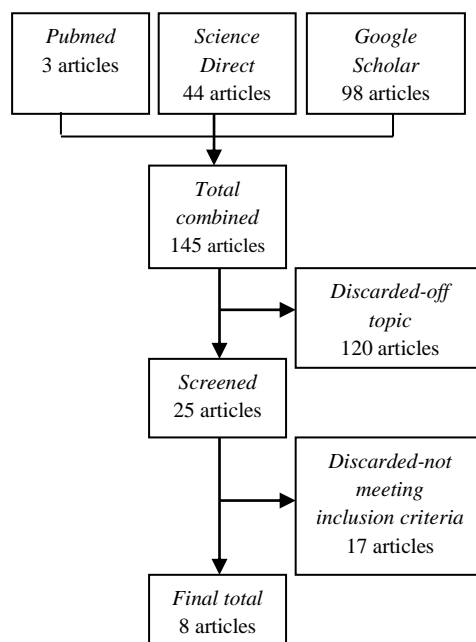 Pubmed
3 articles
Science
Direct
44 articles
Google
Scholar
98 articles
Total
combined
145 articles
Discarded-off
topic
120 articles
Screened
25 articles
Discarded-not
meeting
inclusion criteria
17 articles
Final total
8 articles